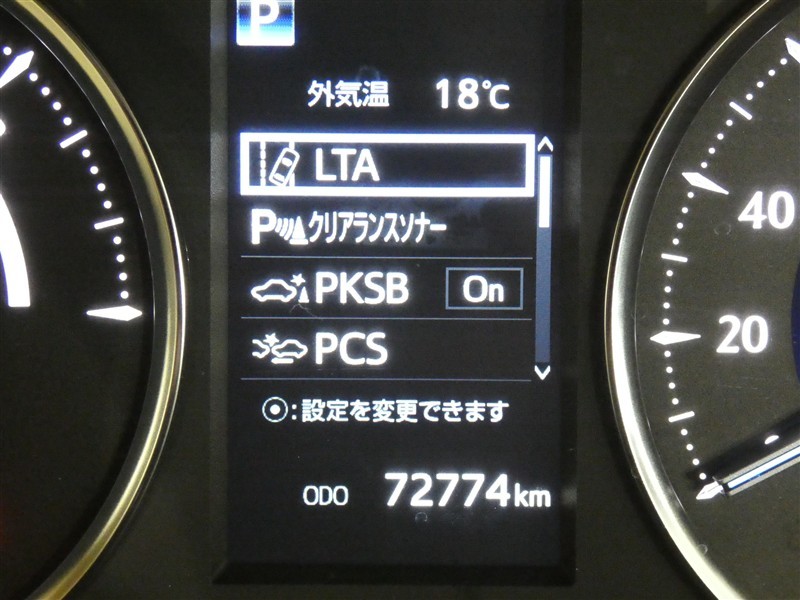 P
外気温 18℃
LTA
Pクリアランスソナー
PKSB On
PCS
40
20
⦿:設定を変更できます
ODO 72774km